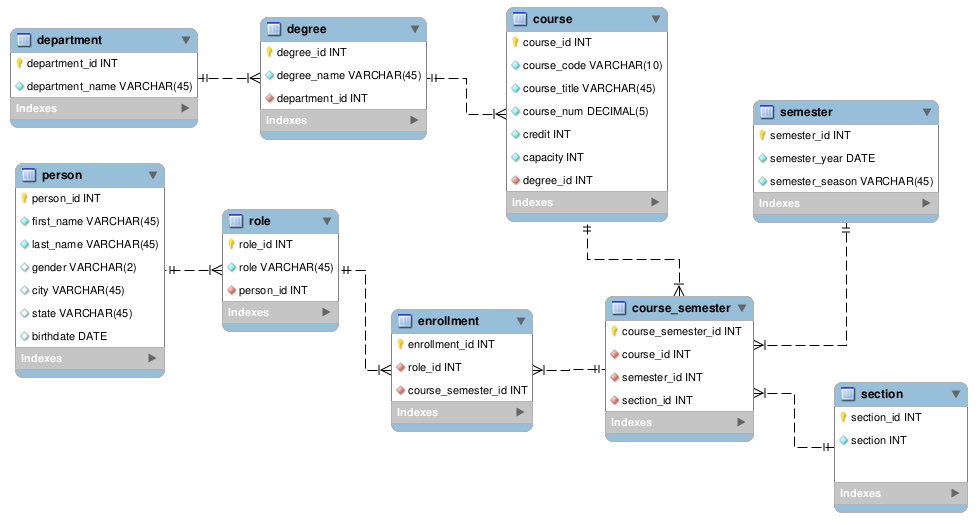 department
department_id INT
department_name VARCHAR(45)
Indexes
degree
degree_id INT
degree_name VARCHAR(45)
department_id INT
Indexes
course
course_id INT
course_code VARCHAR(10)
course_title VARCHAR(45)
course_num DECIMAL(5)
credit INT
capacity INT
degree_id INT
Indexes
semester
semester_id INT
semester_year DATE
semester_season VARCHAR(45)
Indexes
person
person_id INT
first_name VARCHAR(45)
last_name VARCHAR(45)
gender VARCHAR(2)
city VARCHAR(45)
state VARCHAR(45)
birthdate DATE
Indexes
role
role_id INT
role VARCHAR(45)
person_id INT
Indexes
enrollment
enrollment_id INT
role_id INT
course_semester_id INT
Indexes
course_semester
course_semester_id INT
course_id INT
semester_id INT
section_id INT
Indexes
section
section_id INT
section INT
Indexes